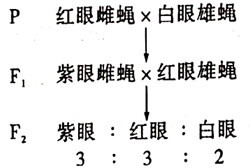 P 红眼雌蝇×白眼雄蝇
F₁ 紫眼雌蝇×红眼雄蝇
F₂ 紫眼 : 红眼 : 白眼
3 : 3 : 2